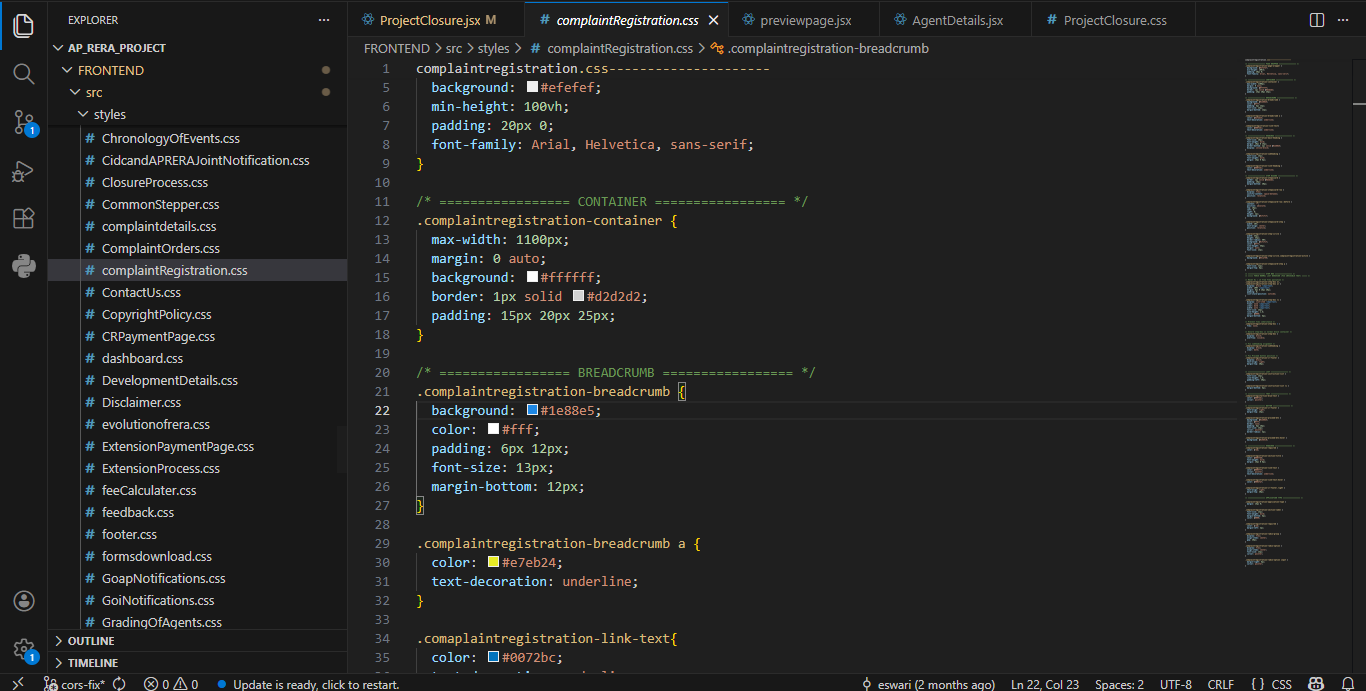 EXPLORER
ProjectClosure.jsx M
complaintRegistration.css
previewpage.jsx
AgentDetails.jsx
ProjectClosure.css
AP_RERA_PROJECT
FRONTEND
src
styles
ChronologyOfEvents.css
CidcandAPRERAJointNotification.css
ClosureProcess.css
CommonStepper.css
complaintdetails.css
ComplaintOrders.css
complaintRegistration.css
ContactUs.css
CopyrightPolicy.css
CRPaymentPage.css
dashboard.css
DevelopmentDetails.css
Disclaimer.css
evolutionofrera.css
ExtensionPaymentPage.css
ExtensionProcess.css
feeCalculater.css
feedback.css
footer.css
formsdownload.css
GoapNotifications.css
GoiNotifications.css
GradingOfAgents.css
OUTLINE
TIMELINE
FRONTEND > src > styles > # complaintRegistration.css > .complaintregistration-breadcrumb
1 complaintregistration.css---------------------
5 background: #efefef;
6 min-height: 100vh;
7 padding: 20px 0;
8 font-family: Arial, Helvetica, sans-serif;
9 }
10
11 /* ================= CONTAINER ================= */
12 .complaintregistration-container {
13 max-width: 1100px;
14 margin: 0 auto;
15 background: #ffffff;
16 border: 1px solid #d2d2d2;
17 padding: 15px 20px 25px;
18 }
19
20 /* ================= BREADCRUMB ================= */
21 .complaintregistration-breadcrumb {
22 background: #1e88e5;
23 color: #fff;
24 padding: 6px 12px;
25 font-size: 13px;
26 margin-bottom: 12px;
27 }
28
29 .complaintregistration-breadcrumb a {
30 color: #e7eb24;
31 text-decoration: underline;
32 }
33
34 .comaplaintregistration-link-text{
35 color: #0072bc;
1
1
cors-fix* 0 0 Update is ready, click to restart.
eswari (2 months ago) Ln 22, Col 23 Spaces: 2 UTF-8 CRLF { } CSS